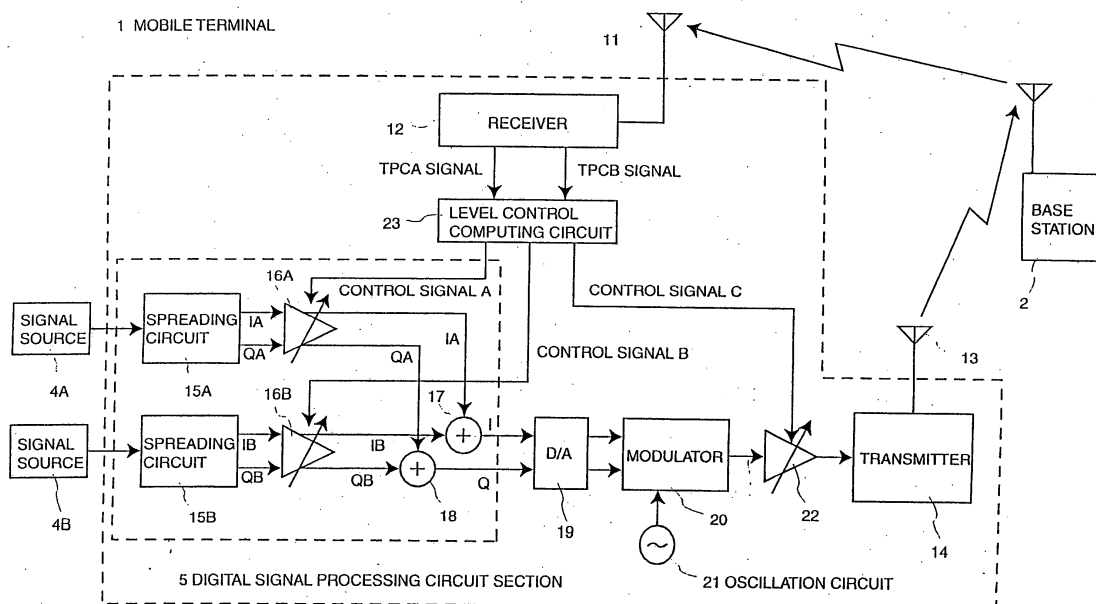 1 MOBILE TERMINAL
11
12
RECEIVER
TPCA SIGNAL
TPCB SIGNAL
23
LEVEL CONTROL
COMPUTING CIRCUIT
BASE
STATION
2
16A
CONTROL SIGNAL A
CONTROL SIGNAL C
SIGNAL
SOURCE
4A
SPREADING
CIRCUIT
15A
IA
QA
QA
IA
CONTROL SIGNAL B
13
16B
17
SIGNAL
SOURCE
4B
SPREADING
CIRCUIT
15B
IB
QB
IB
QB
+
+
18
I
Q
D/A
19
MODULATOR
20
22
TRANSMITTER
14
21 OSCILLATION CIRCUIT
5 DIGITAL SIGNAL PROCESSING CIRCUIT SECTION